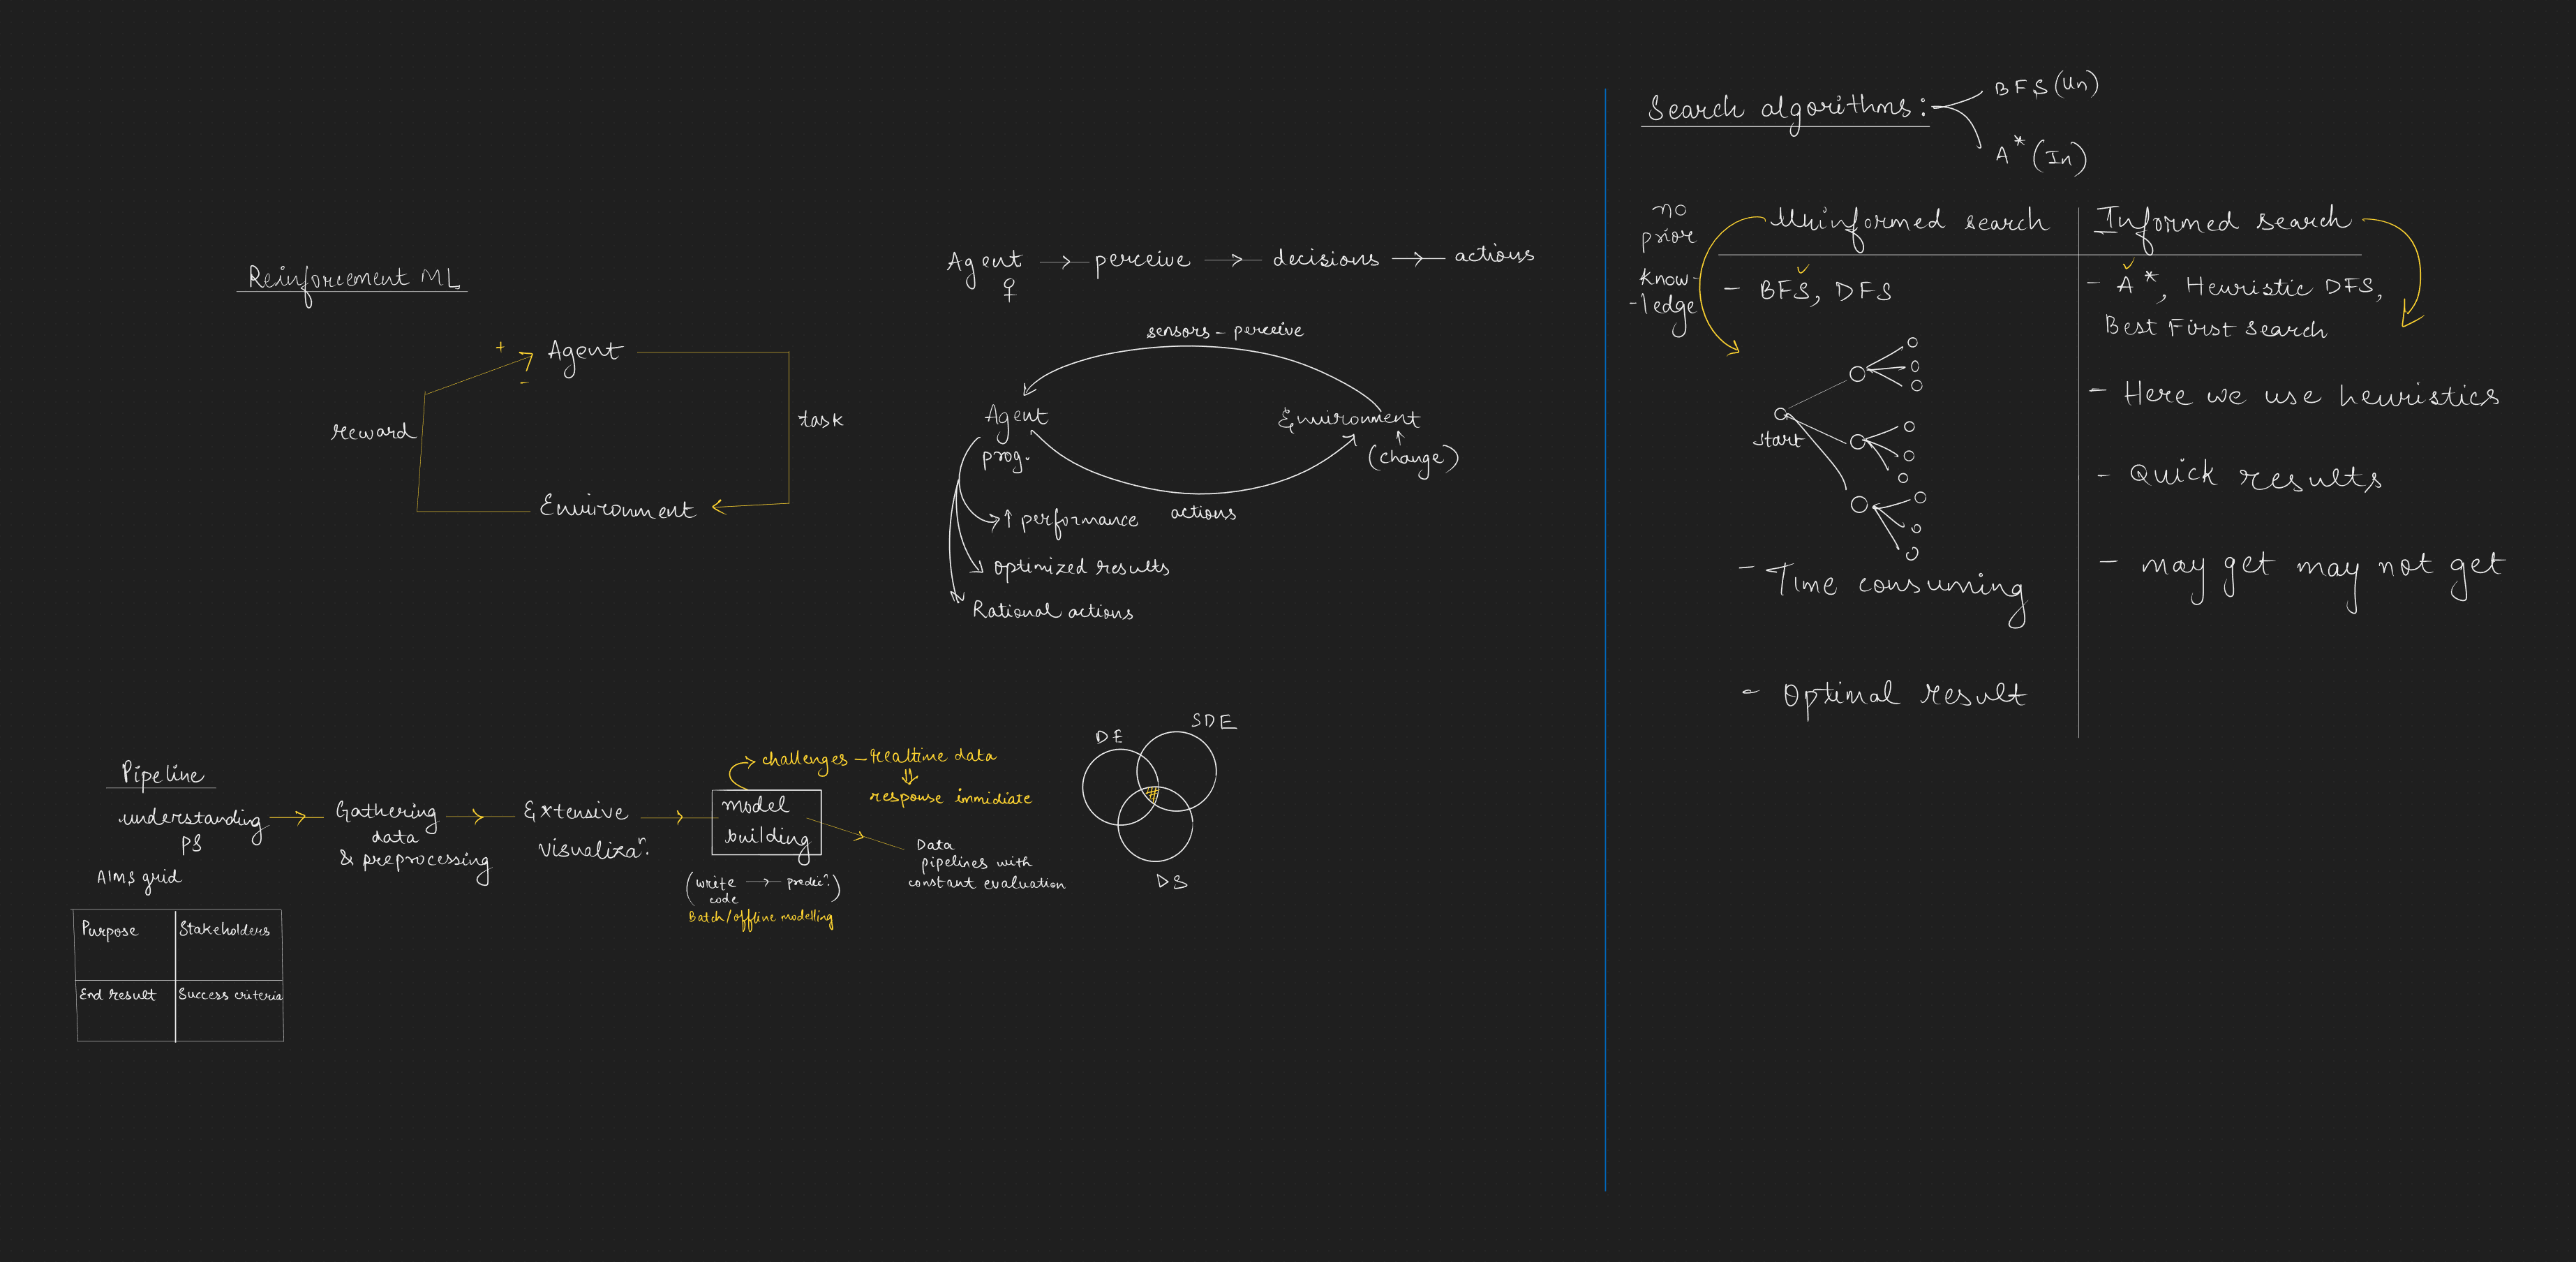 Reinforcement ML
+
Agent
-
reward
task
Environment
Agent → perceive → decisions → actions
sensors - perceive
Agent
prog.
Environment
↑
(change)
actions
↑ performance
optimized results
Rational actions
Pipeline
understanding
PS
→
Gathering
data
& preprocessing
→
Extensive
visualizaⁿ.
→
model
building
challenges - Realtime data
⇓
response immidiate
(write → predicⁿ.)
code
Batch/offline modelling
Data
pipelines with
constant evaluation
AIMS grid
Purpose
Stakeholders
End result
Success criteria
DE
SDE
DS
Search algorithms:
BFS (Un)
A* (In)
no
prior
know-
-ledge
Uninformed search
- BFS, DFS
start
- Time consuming
- Optimal result
Informed search
- A*, Heuristic DFS,
Best First Search
- Here we use heuristics
- Quick results
- may get may not get